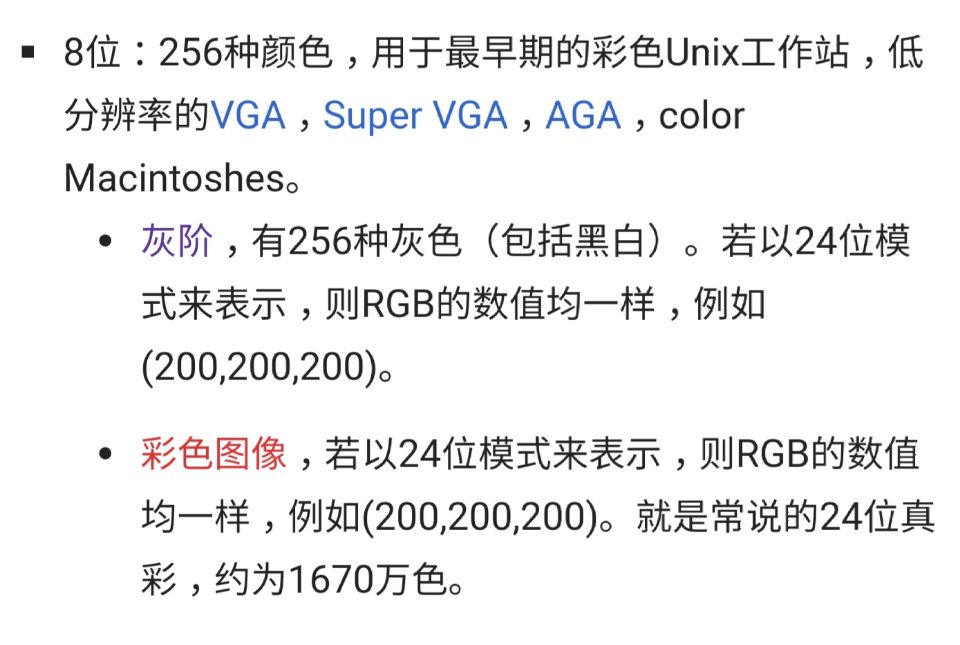 ▪ 8位：256种颜色，用于最早期的彩色Unix工作站，低
分辨率的VGA，Super VGA，AGA，color
Macintoshes。
• 灰阶，有256种灰色（包括黑白）。若以24位模
式来表示，则RGB的数值均一样，例如
(200,200,200)。
• 彩色图像，若以24位模式来表示，则RGB的数值
均一样，例如(200,200,200)。就是常说的24位真
彩，约为1670万色。